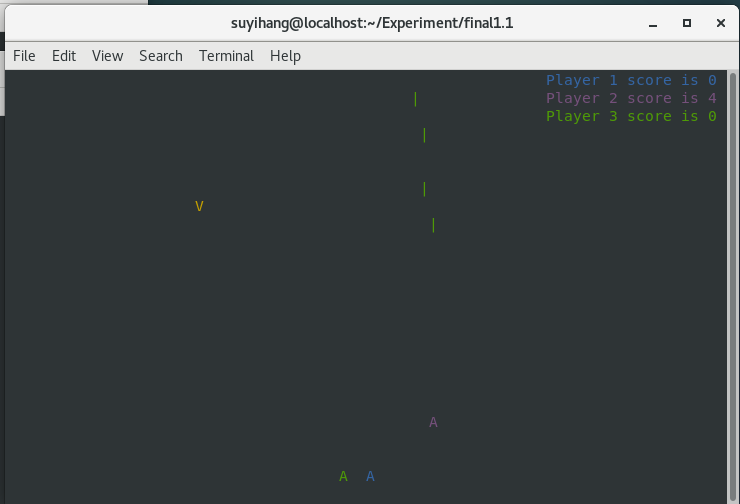 suyihang@localhost:~/Experiment/final1.1
File Edit View Search Terminal Help
Player 1 score is 0
|
Player 2 score is 4
Player 3 score is 0
|
|
V
|
A
A A